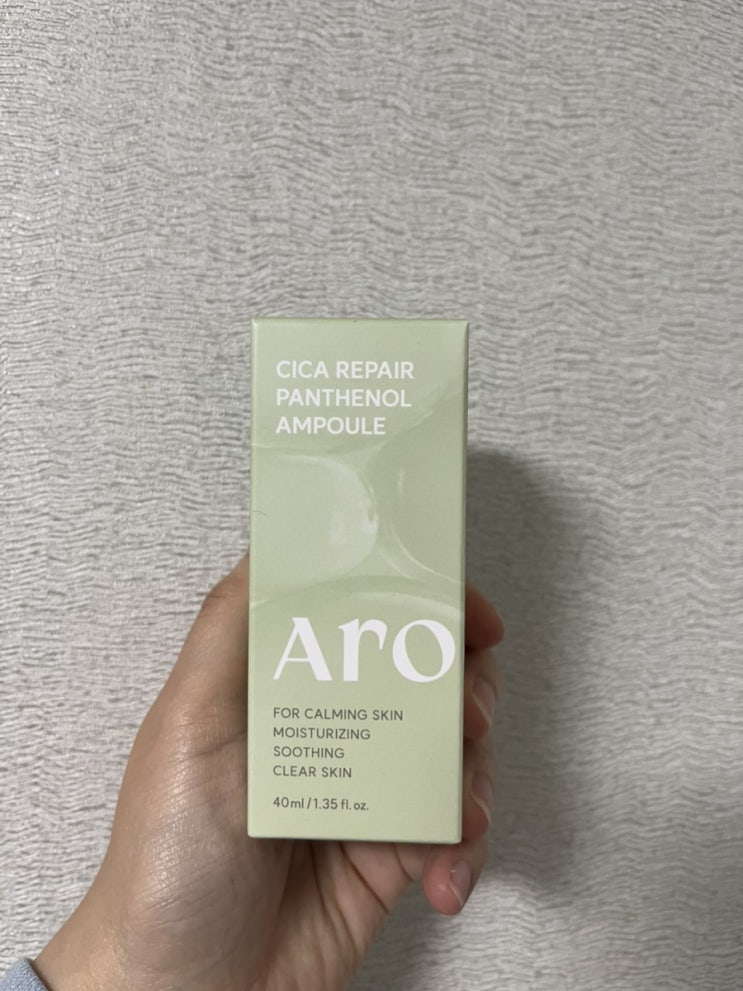 CICA REPAIR
PANTHENOL
AMPOULE
Aro
FOR CALMING SKIN
MOISTURIZING
SOOTHING
CLEAR SKIN
40ml / 1.35 fl. oz.